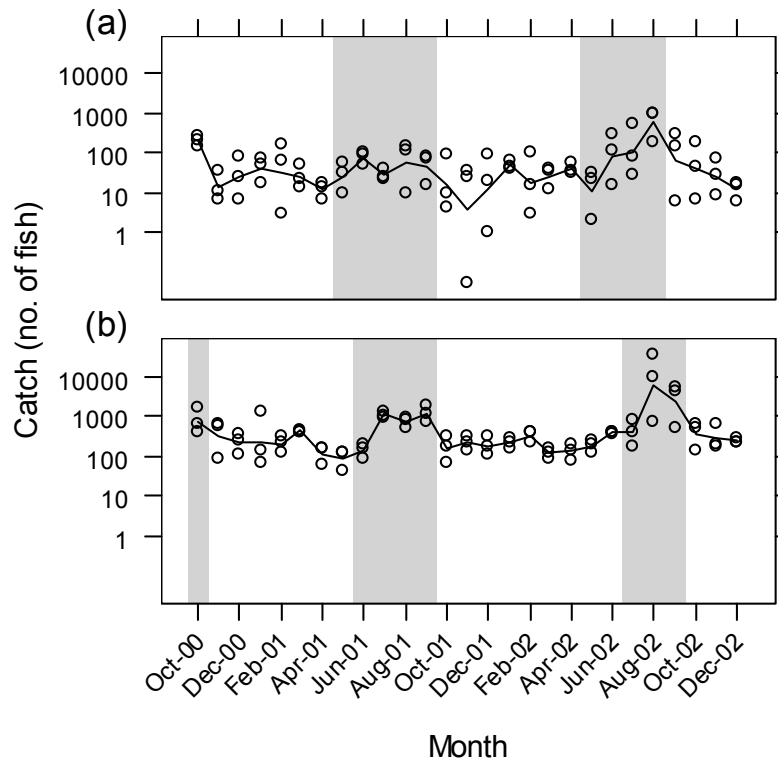 (a)
10000
1000
100
10
1
(b)
10000
1000
100
10
1
Catch (no. of fish)
Oct-00
Dec-00
Feb-01
Apr-01
Jun-01
Aug-01
Oct-01
Dec-01
Feb-02
Apr-02
Jun-02
Aug-02
Oct-02
Dec-02
Month